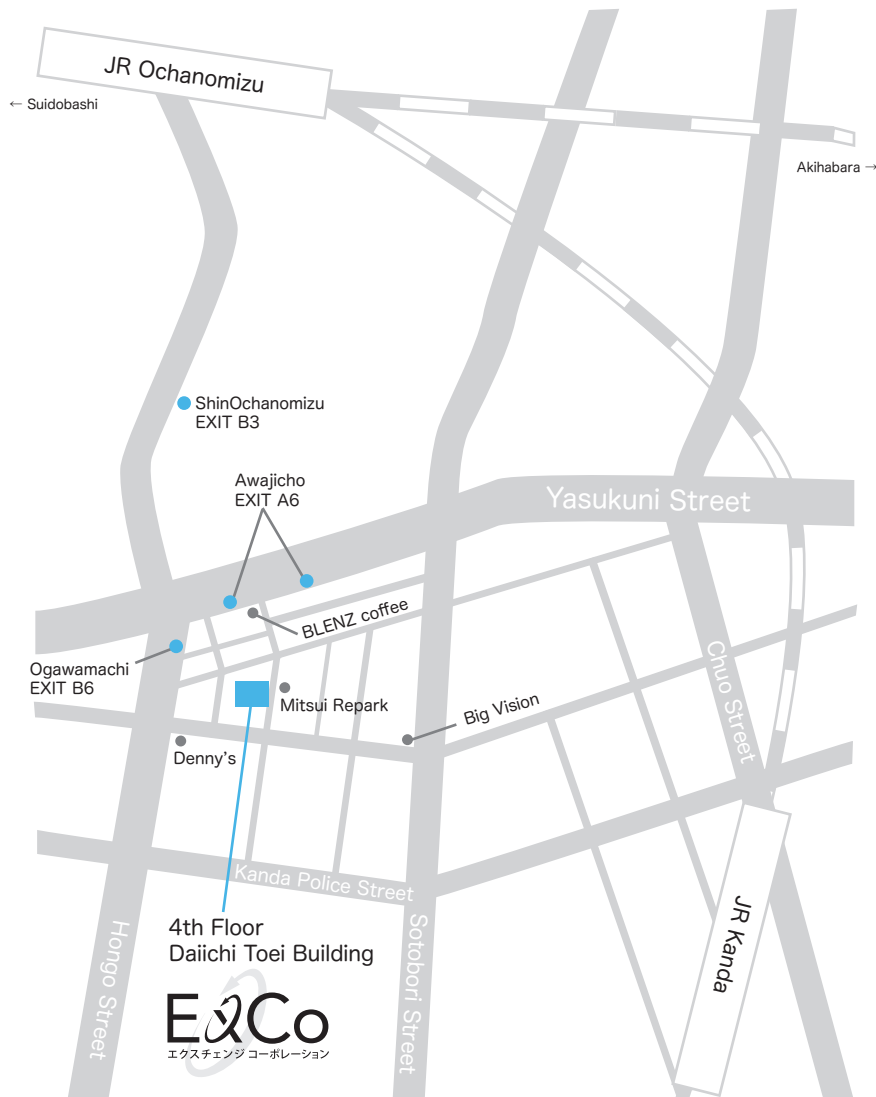 JR Ochanomizu
← Suidobashi
Akihabara →
ShinOchanomizu
EXIT B3
Awajicho
EXIT A6
Yasukuni Street
BLENZ coffee
Ogawamachi
EXIT B6
Chuo Street
Mitsui Repark
Big Vision
Denny's
Kanda Police Street
JR Kanda
4th Floor
Daiichi Toei Building
Hongo Street
Sotobori Street
ExCo
エクスチェンジ コーポレーション